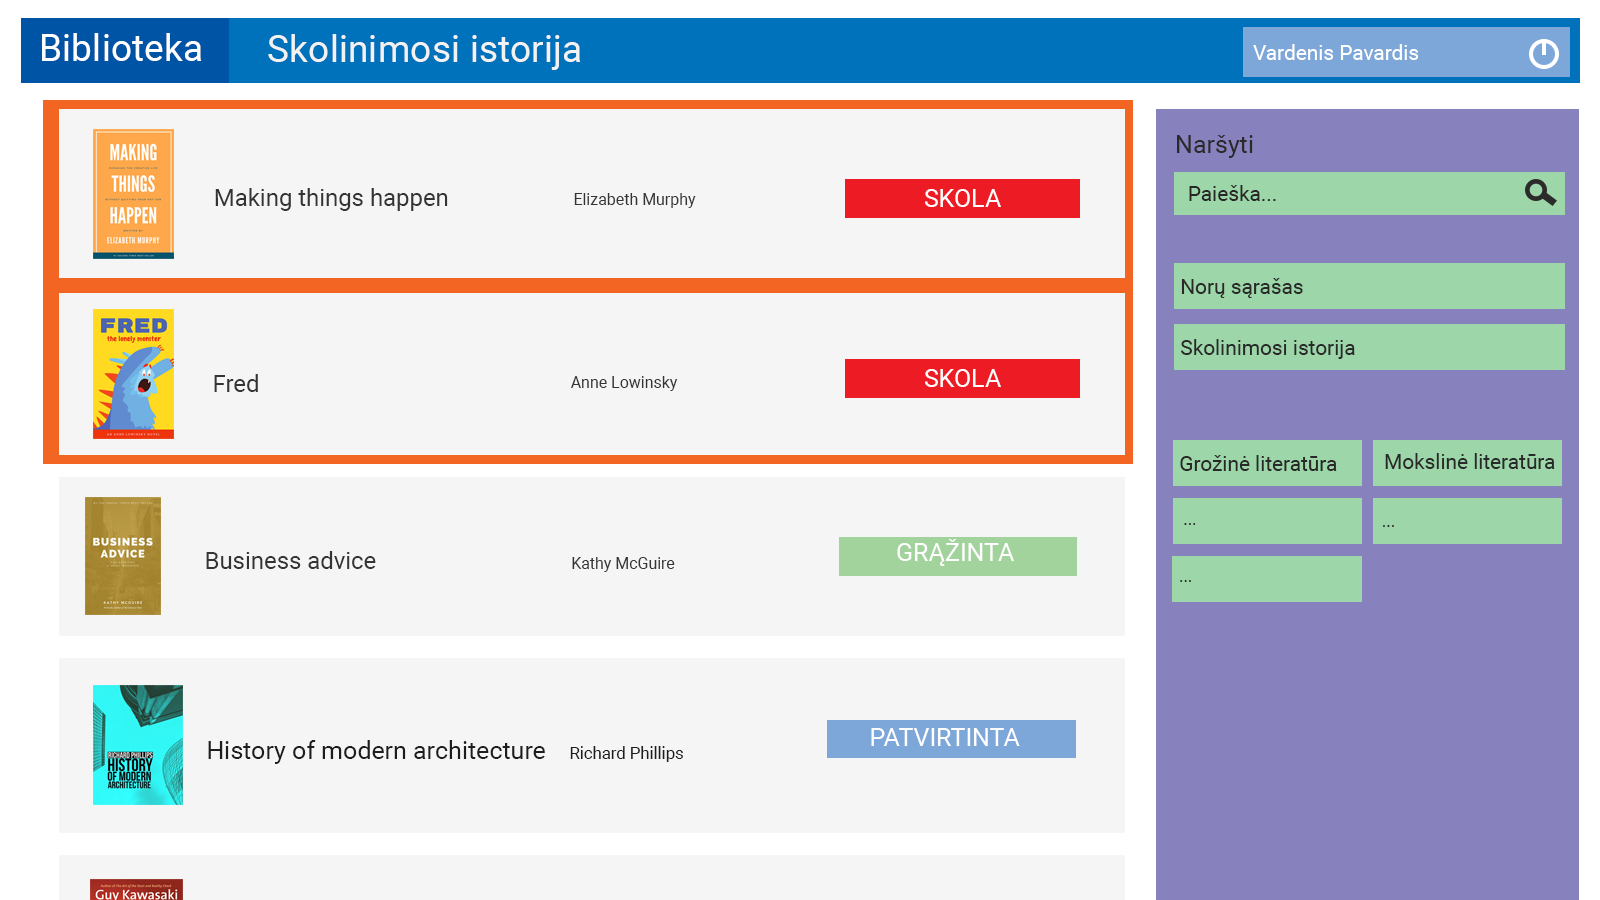 Biblioteka
Skolinimosi istorija
Vardenis Pavardis
MAKING
THINGS
HAPPEN
ELIZABETH MURPHY
Making things happen
Elizabeth Murphy
SKOLA
FRED
the lonely monster
Fred
Anne Lowinsky
SKOLA
BUSINESS
ADVICE
KATHY MCGUIRE
Business advice
Kathy McGuire
GRĄŽINTA
RICHARD PHILLIPS
HISTORY
OF MODERN
ARCHITECTURE
History of modern architecture
Richard Phillips
PATVIRTINTA
Guy Kawasaki
Naršyti
Paieška...
Norų sąrašas
Skolinimosi istorija
Grožinė literatūra
Mokslinė literatūra
...
...
...